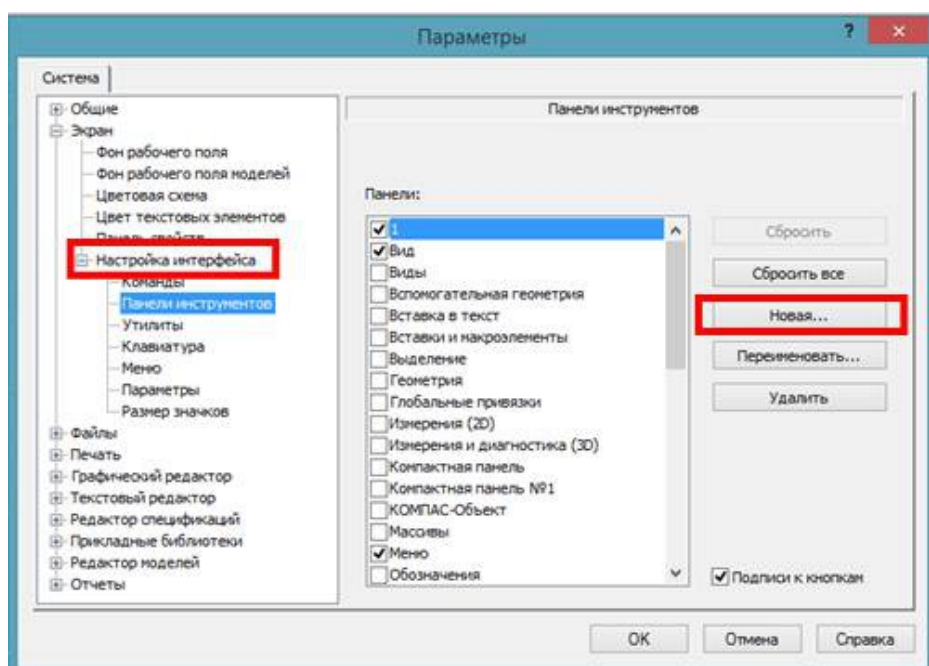 Параметры
?
×
Система
Общие
Экран
Фон рабочего поля
Фон рабочего поля моделей
Цветовая схема
Цвет текстовых элементов
Панель свойств
Настройка интерфейса
Команды
Панели инструментов
Утилиты
Клавиатура
Меню
Параметры
Размер значков
Файлы
Печать
Графический редактор
Текстовый редактор
Редактор спецификаций
Прикладные библиотеки
Редактор моделей
Отчеты
Панели инструментов
Панели:
1
Вид
Виды
Вспомогательная геометрия
Вставка в текст
Вставки и макроэлементы
Выделение
Геометрия
Глобальные привязки
Измерения (2D)
Измерения и диагностика (3D)
Компактная панель
Компактная панель №1
КОМПАС-Объект
Массивы
Меню
Обозначения
Сбросить
Сбросить все
Новая...
Переименовать...
Удалить
Подписи к кнопкам
OK
Отмена
Справка